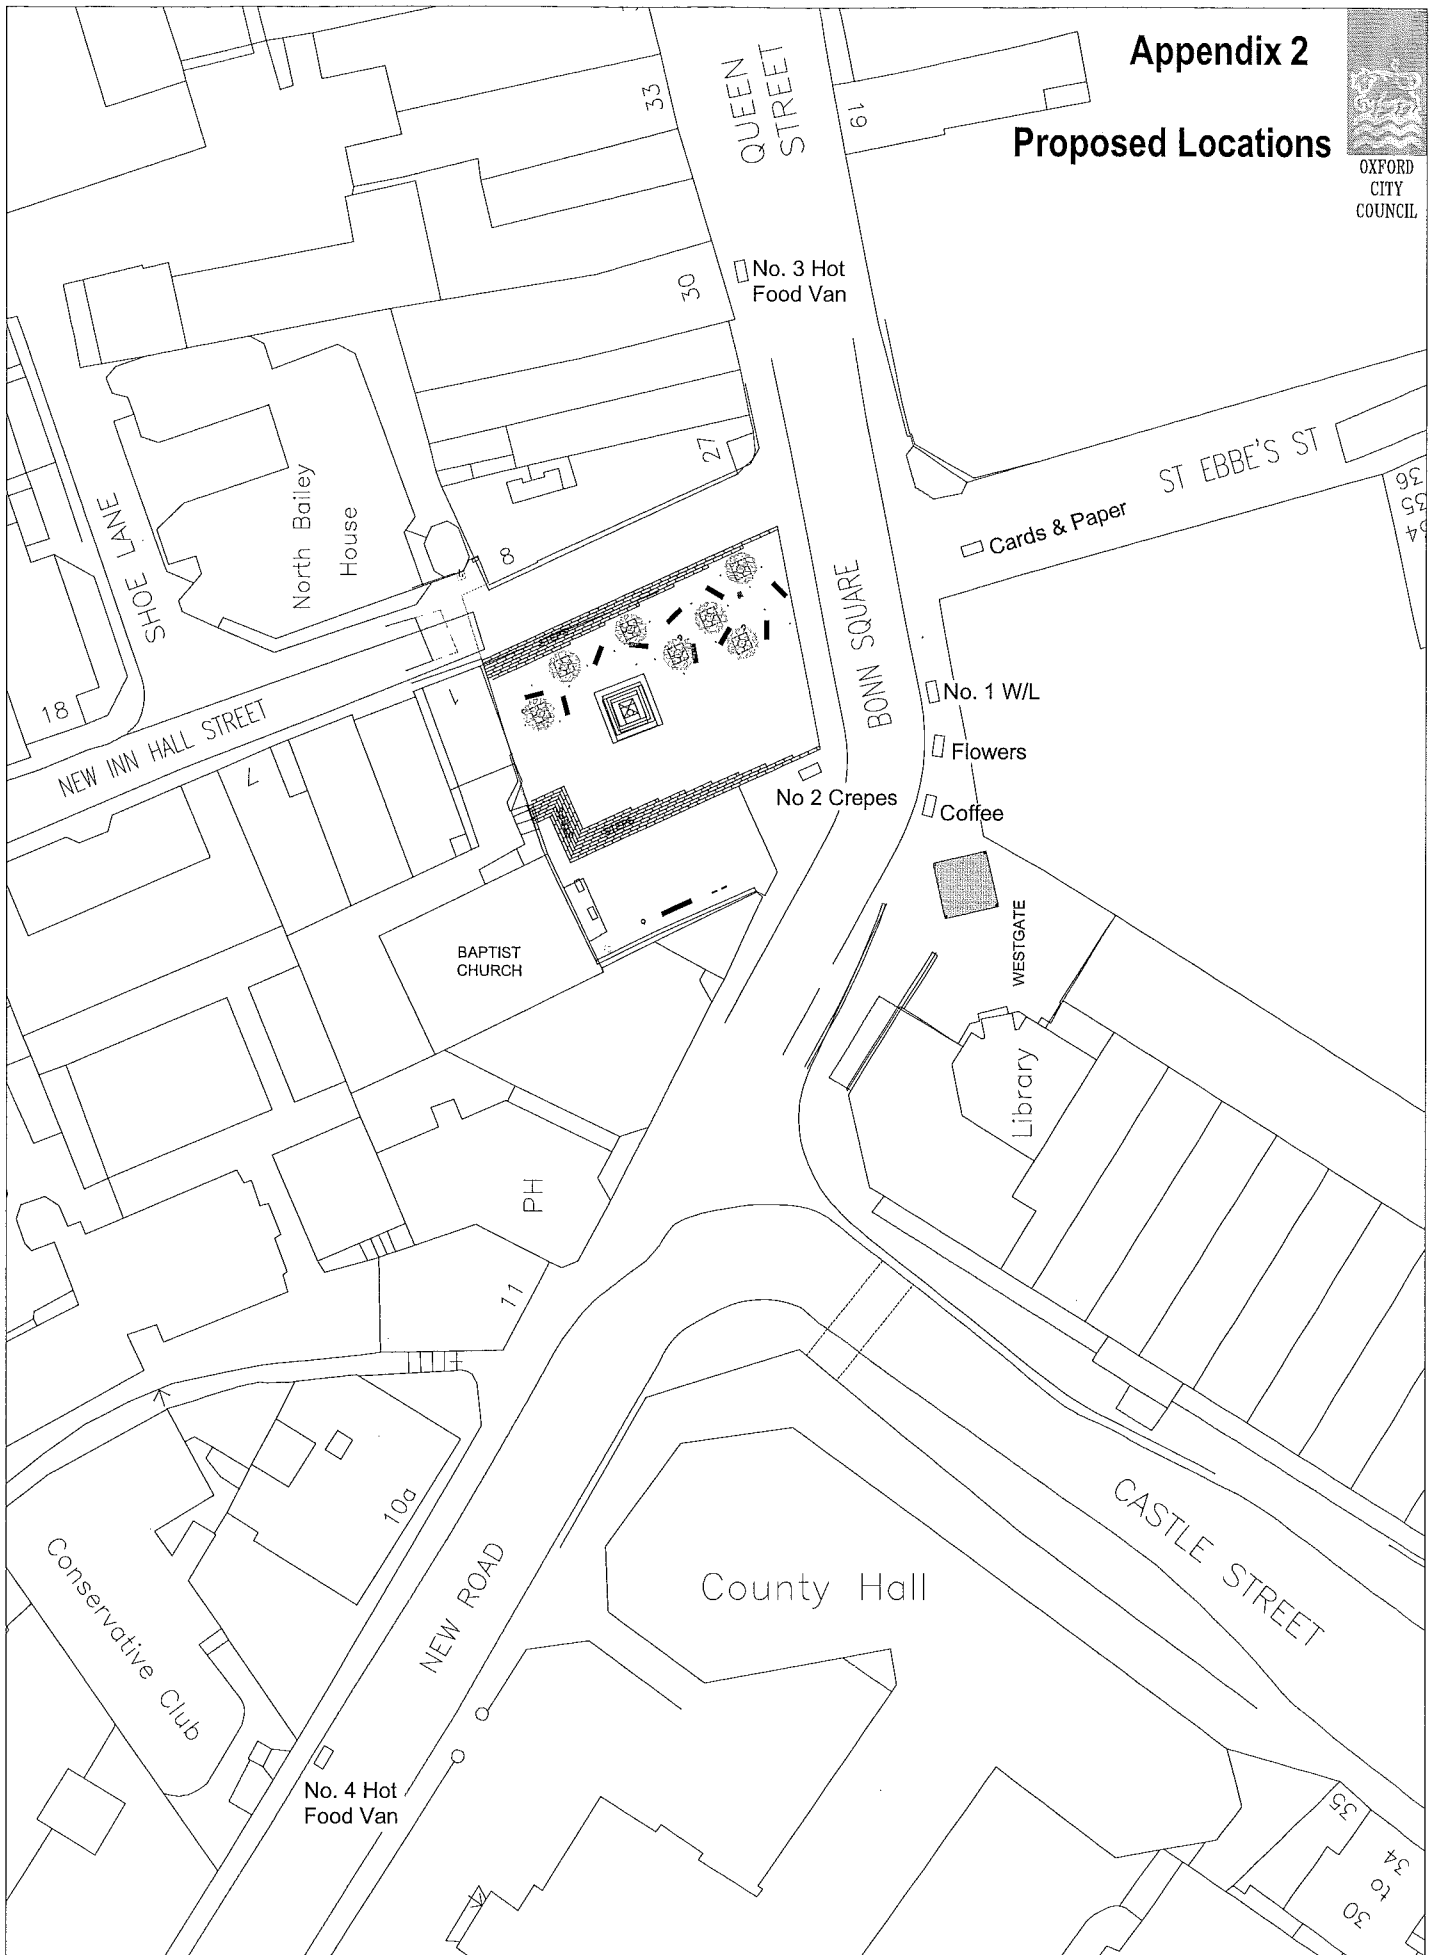 Appendix 2
Proposed Locations
OXFORD
CITY
COUNCIL
QUEEN
STREET
33
19
No. 3 Hot
Food Van
30
27
ST EBBE'S ST
36
35
34
Cards & Paper
SHOE LANE
North Bailey
House
8
BONN SQUARE
18
NEW INN HALL STREET
1
7
No. 1 W/L
Flowers
No 2 Crepes
Coffee
BAPTIST
CHURCH
WESTGATE
Library
PH
11
10a
Conservative Club
NEW ROAD
County Hall
CASTLE STREET
No. 4 Hot
Food Van
35
30
to
34